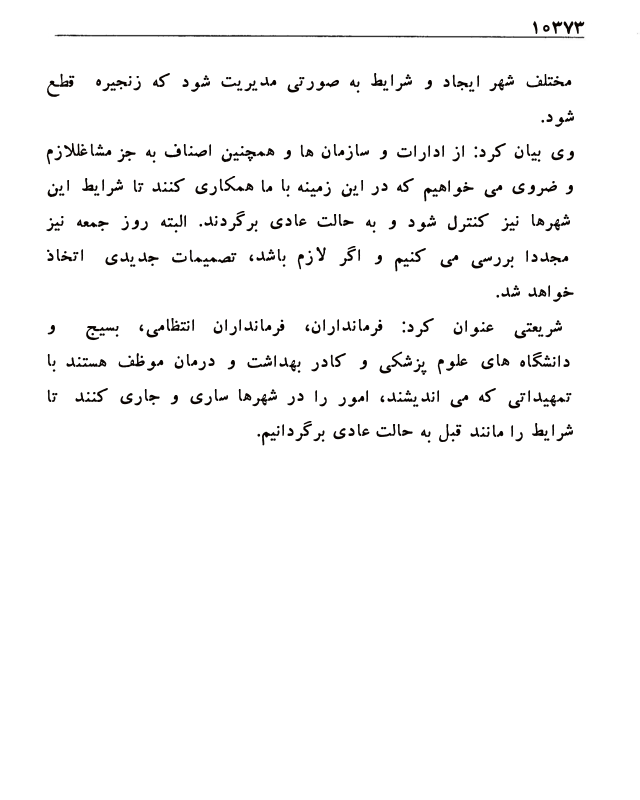 ۱۰۳۷۳
مختلف شهر ایجاد و شرایط به صورتی مدیریت شود که زنجیره قطع
شود.
وی بیان کرد: از ادارات و سازمان ها و همچنین اصناف به جز مشاغللازم
و ضروی می خواهیم که در این زمینه با ما همکاری کنند تا شرایط این
شهرها نیز کنترل شود و به حالت عادی برگردند. البته روز جمعه نیز
مجددا بررسی می کنیم و اگر لازم باشد، تصمیمات جدیدی اتخاذ
خواهد شد.
شریعتی عنوان کرد: فرمانداران، فرمانداران انتظامی، بسیج و
دانشگاه های علوم پزشکی و کادر بهداشت و درمان موظف هستند با
تمهیداتی که می اندیشند، امور را در شهرها ساری و جاری کنند تا
شرایط را مانند قبل به حالت عادی برگردانیم.